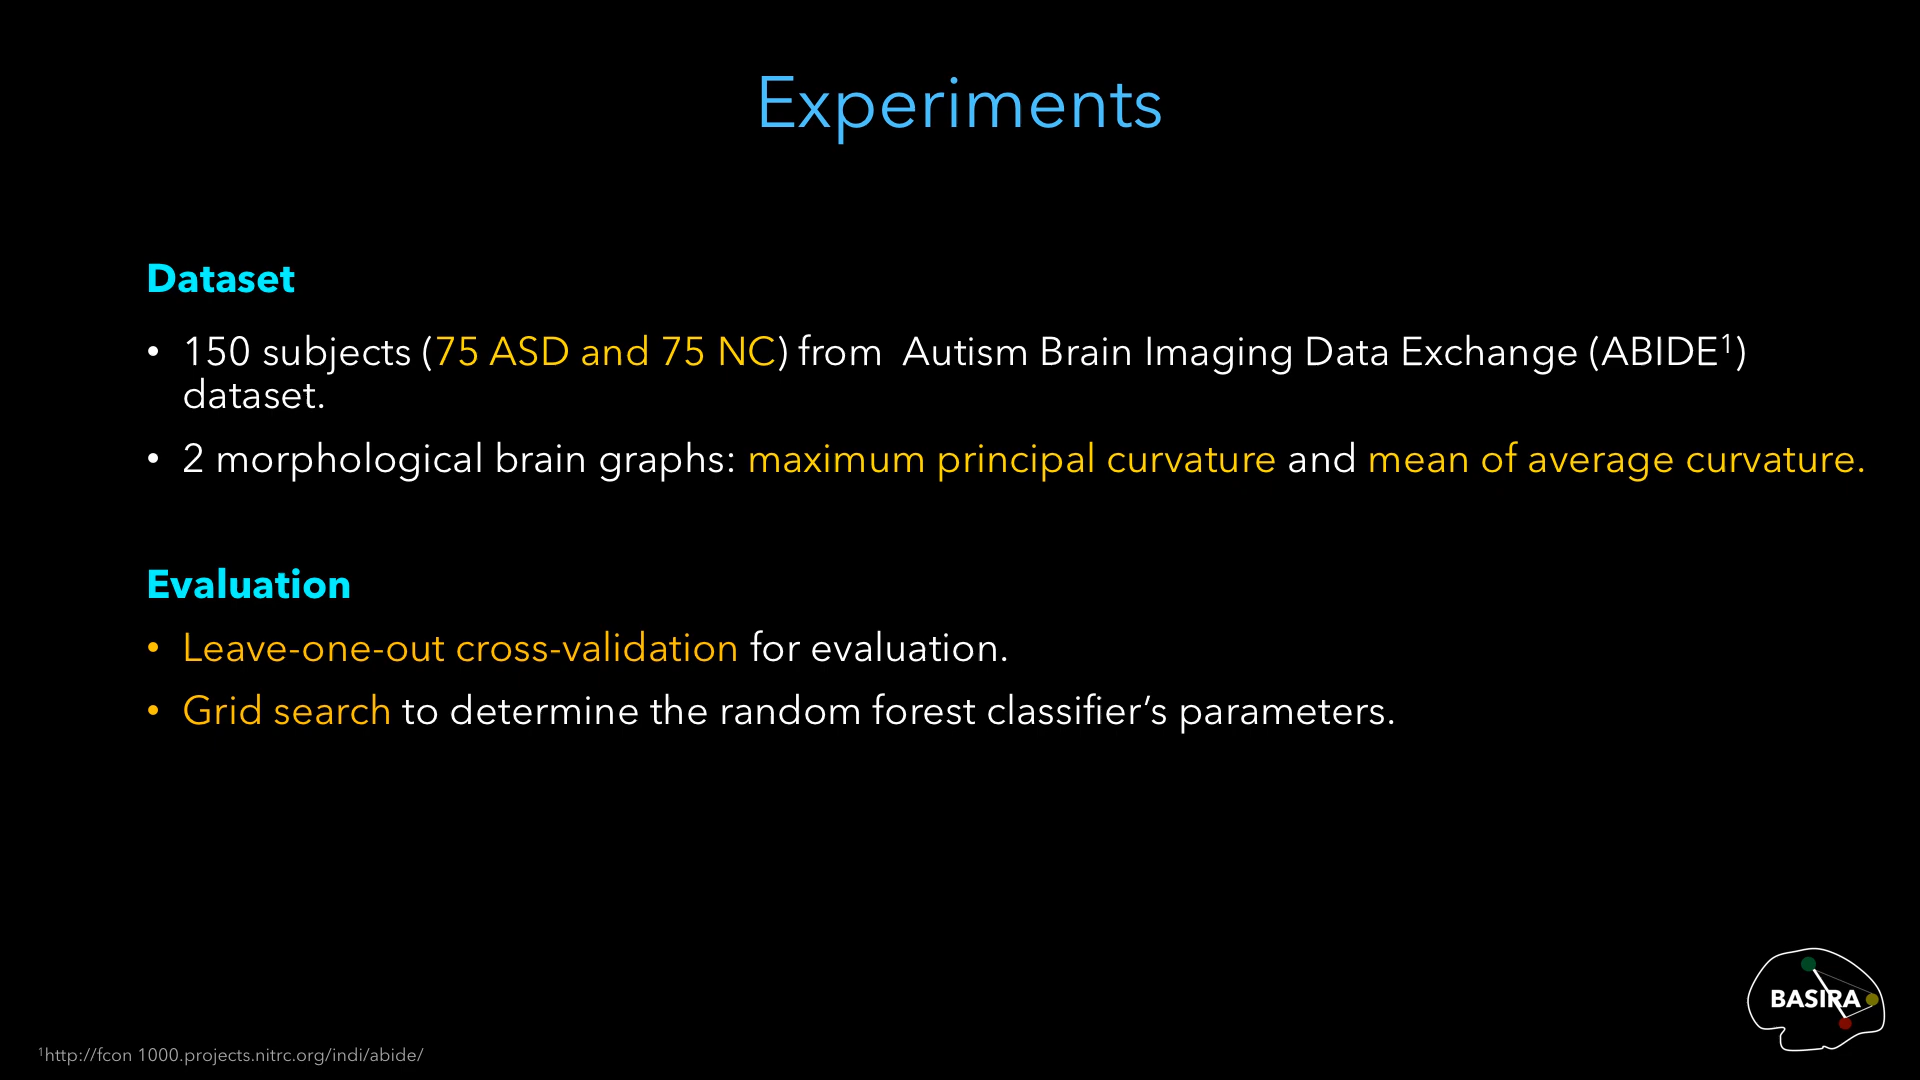 Experiments
Dataset
• 150 subjects (75 ASD and 75 NC) from  Autism Brain Imaging Data Exchange (ABIDE¹)
dataset.
• 2 morphological brain graphs: maximum principal curvature and mean of average curvature.
Evaluation
• Leave-one-out cross-validation for evaluation.
• Grid search to determine the random forest classifier’s parameters.
BASIRA
¹http://fcon 1000.projects.nitrc.org/indi/abide/